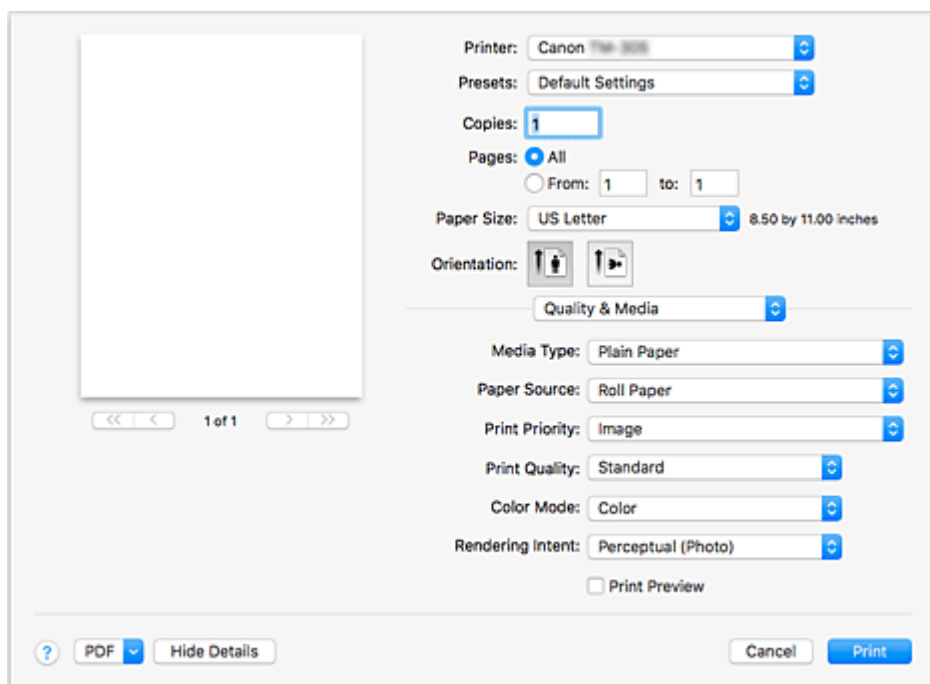 Printer: Canon
Presets: Default Settings
Copies: 1
Pages: All
From: 1 to: 1
Paper Size: US Letter 8.50 by 11.00 inches
Orientation:
Quality & Media
Media Type: Plain Paper
Paper Source: Roll Paper
<< < 1 of 1 > >>
Print Priority: Image
Print Quality: Standard
Color Mode: Color
Rendering Intent: Perceptual (Photo)
Print Preview
? PDF Hide Details Cancel Print